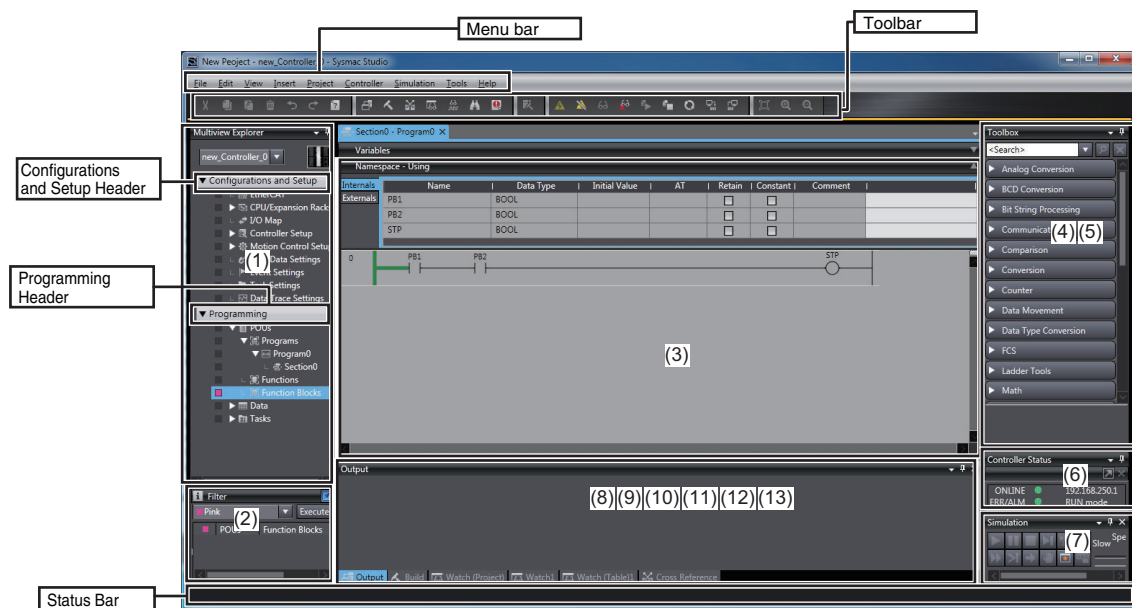 Menu bar
Toolbar
New Peoject - new_Controller_0 - Sysmac Studio
File Edit View Insert Project Controller Simulation Tools Help
Multiview Explorer
new_Controller_0
Configurations and Setup Header
Configurations and Setup
EtherCAT
CPU/Expansion Rack
I/O Map
Controller Setup
Motion Control Setu
(1)
Data Settings
Event Settings
Task Settings
Data Trace Settings
Programming Header
Programming
POUs
Programs
Program0
Section0
Functions
Function Blocks
Data
Tasks
Filter
Pink
Execute
(2)
POUs
Function Blocks
Section0 - Program0
Variables
Namespace - Using
Internals
Externals
Name Data Type Initial Value AT Retain Constant Comment
PB1 BOOL
PB2 BOOL
STP BOOL
0 PB1 PB2 STP
(3)
Output
(8) (9) (10) (11) (12) (13)
Output Build Watch (Project) Watch1 Watch (Table)1 Cross Reference
Toolbox
<Search>
Analog Conversion
BCD Conversion
Bit String Processing
Communicat
(4) (5)
Comparison
Conversion
Counter
Data Movement
Data Type Conversion
FCS
Ladder Tools
Math
Controller Status
(6)
ONLINE 192.168.250.1
ERR/ALM RUN mode
Simulation
(7)
Slow Spe
Status Bar